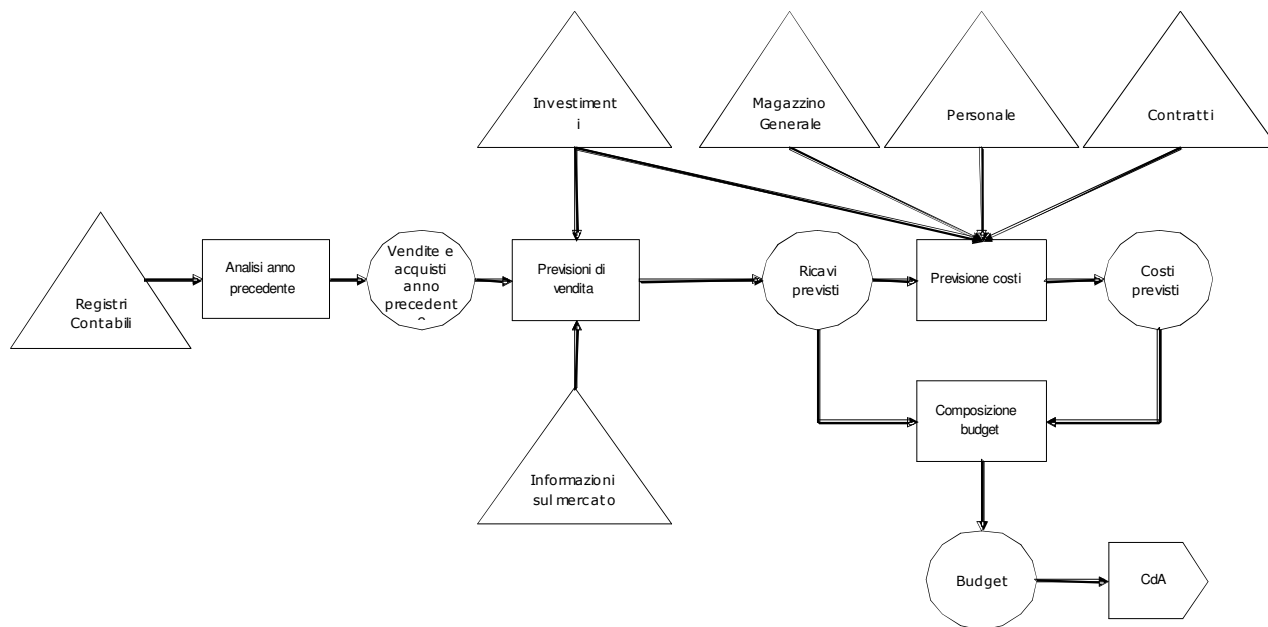 Investiment
i
Magazzino
Generale
Personale
Contratti
Registri
Contabili
Analisi anno
precedente
Vendite e
acquisti
anno
precedent
e
Previsioni di
vendita
Ricavi
previsti
Previsione costi
Costi
previsti
Informazioni
sul mercato
Composizione
budget
Budget
CdA